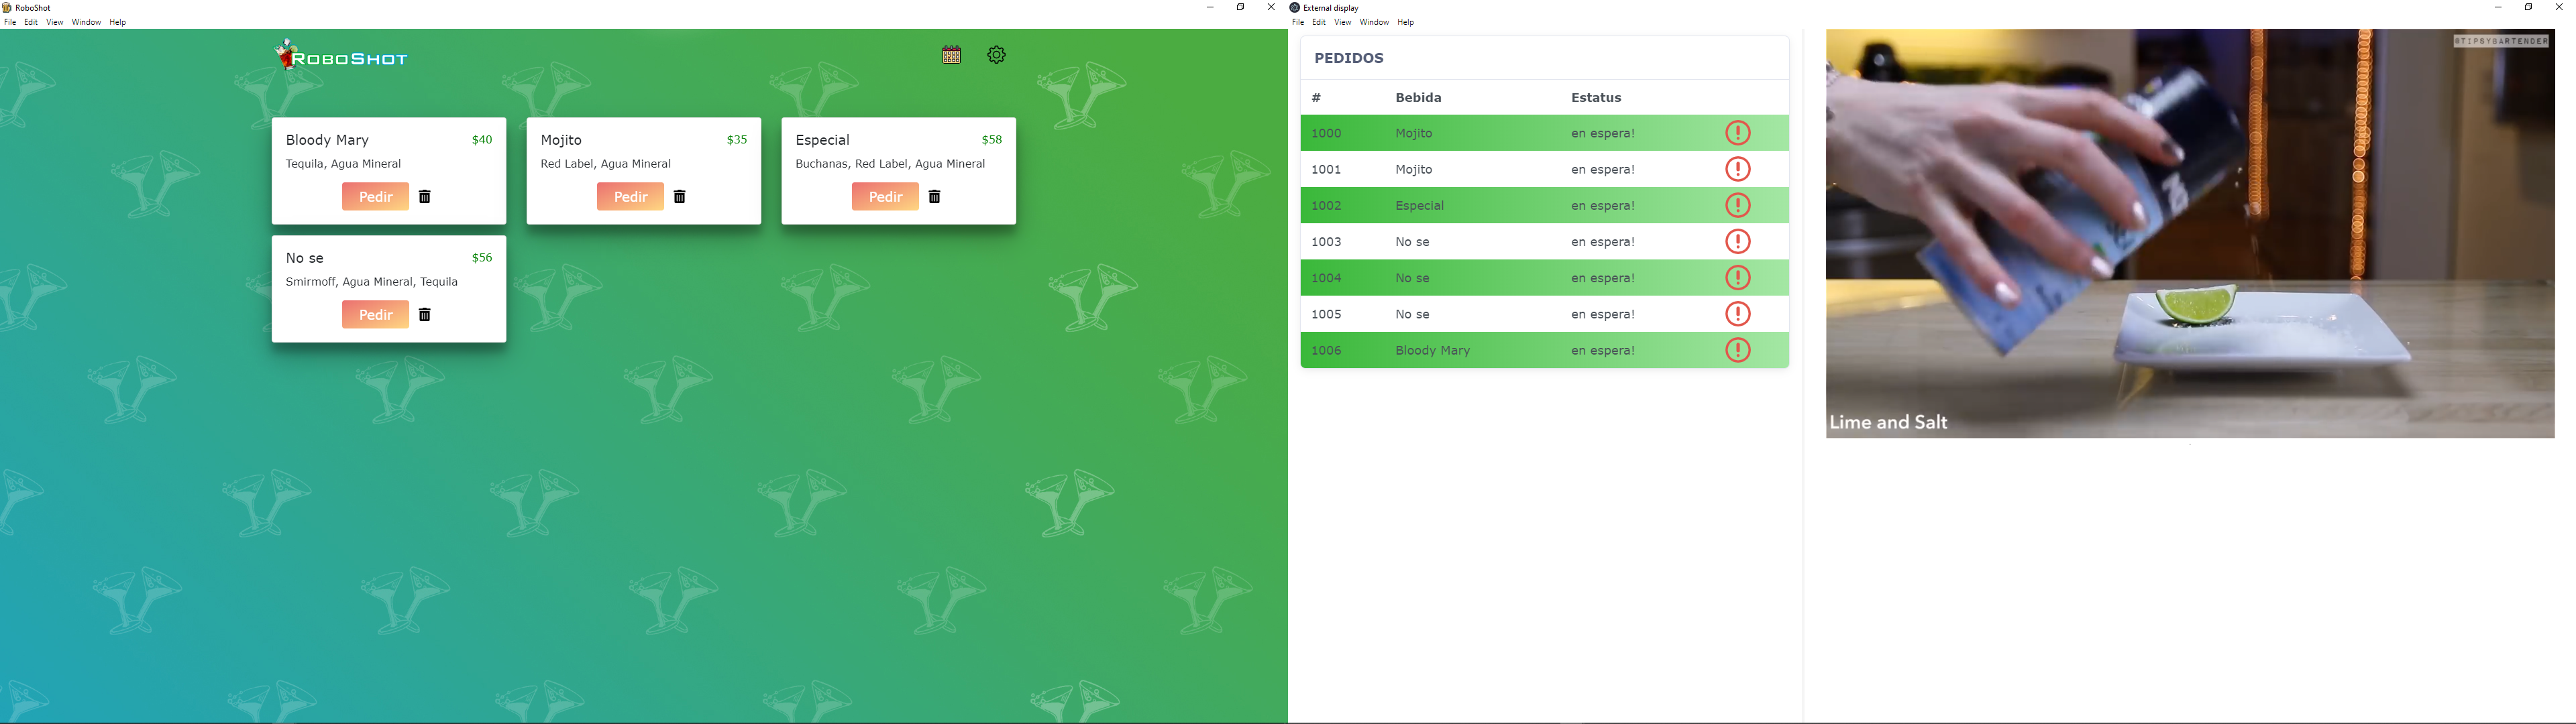 RoboShot
File Edit View Window Help
ROBOSHOT
Bloody Mary $40
Tequila, Agua Mineral
Pedir
Mojito $35
Red Label, Agua Mineral
Pedir
Especial $58
Buchanas, Red Label, Agua Mineral
Pedir
No se $56
Smirmoff, Agua Mineral, Tequila
Pedir
External display
File Edit View Window Help
PEDIDOS
# Bebida Estatus
1000 Mojito en espera!
1001 Mojito en espera!
1002 Especial en espera!
1003 No se en espera!
1004 No se en espera!
1005 No se en espera!
1006 Bloody Mary en espera!
@TIPSYBARTENDER
Lime and Salt